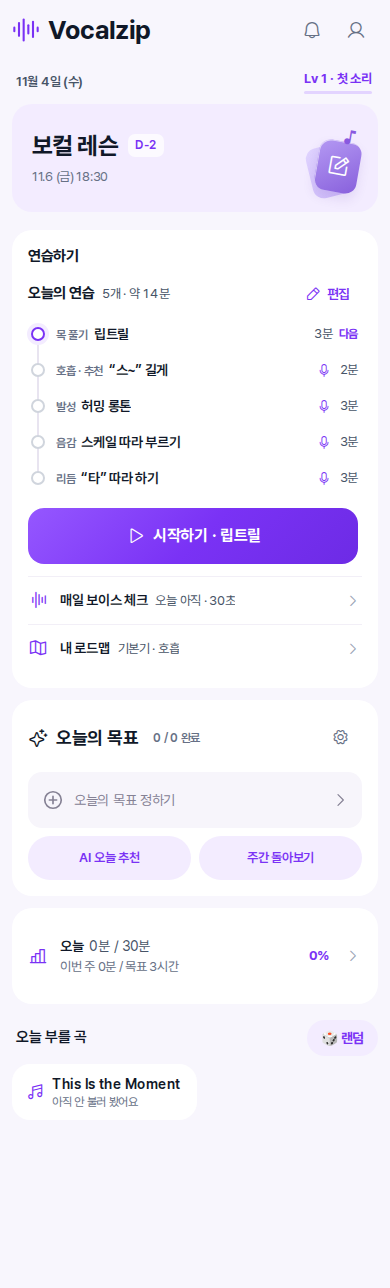 Vocalzip
11월 4일 (수)
Lv 1 · 첫 소리
보컬 레슨 D-2
11.6 (금) 18:30
연습하기
오늘의 연습 5개 · 약 14분 편집
목 풀기 립트릴 3분 다음
호흡 · 추천 “스~” 길게 2분
발성 허밍 롱톤 3분
음감 스케일 따라 부르기 3분
리듬 “타” 따라 하기 3분
시작하기 · 립트릴
매일 보이스 체크 오늘 아직 · 30초
내 로드맵 기본기 · 호흡
오늘의 목표 0 / 0 완료
오늘의 목표 정하기
AI 오늘 추천
주간 돌아보기
오늘 0분 / 30분
이번 주 0분 / 목표 3시간
0%
오늘 부를 곡
랜덤
This Is the Moment
아직 안 불러 봤어요